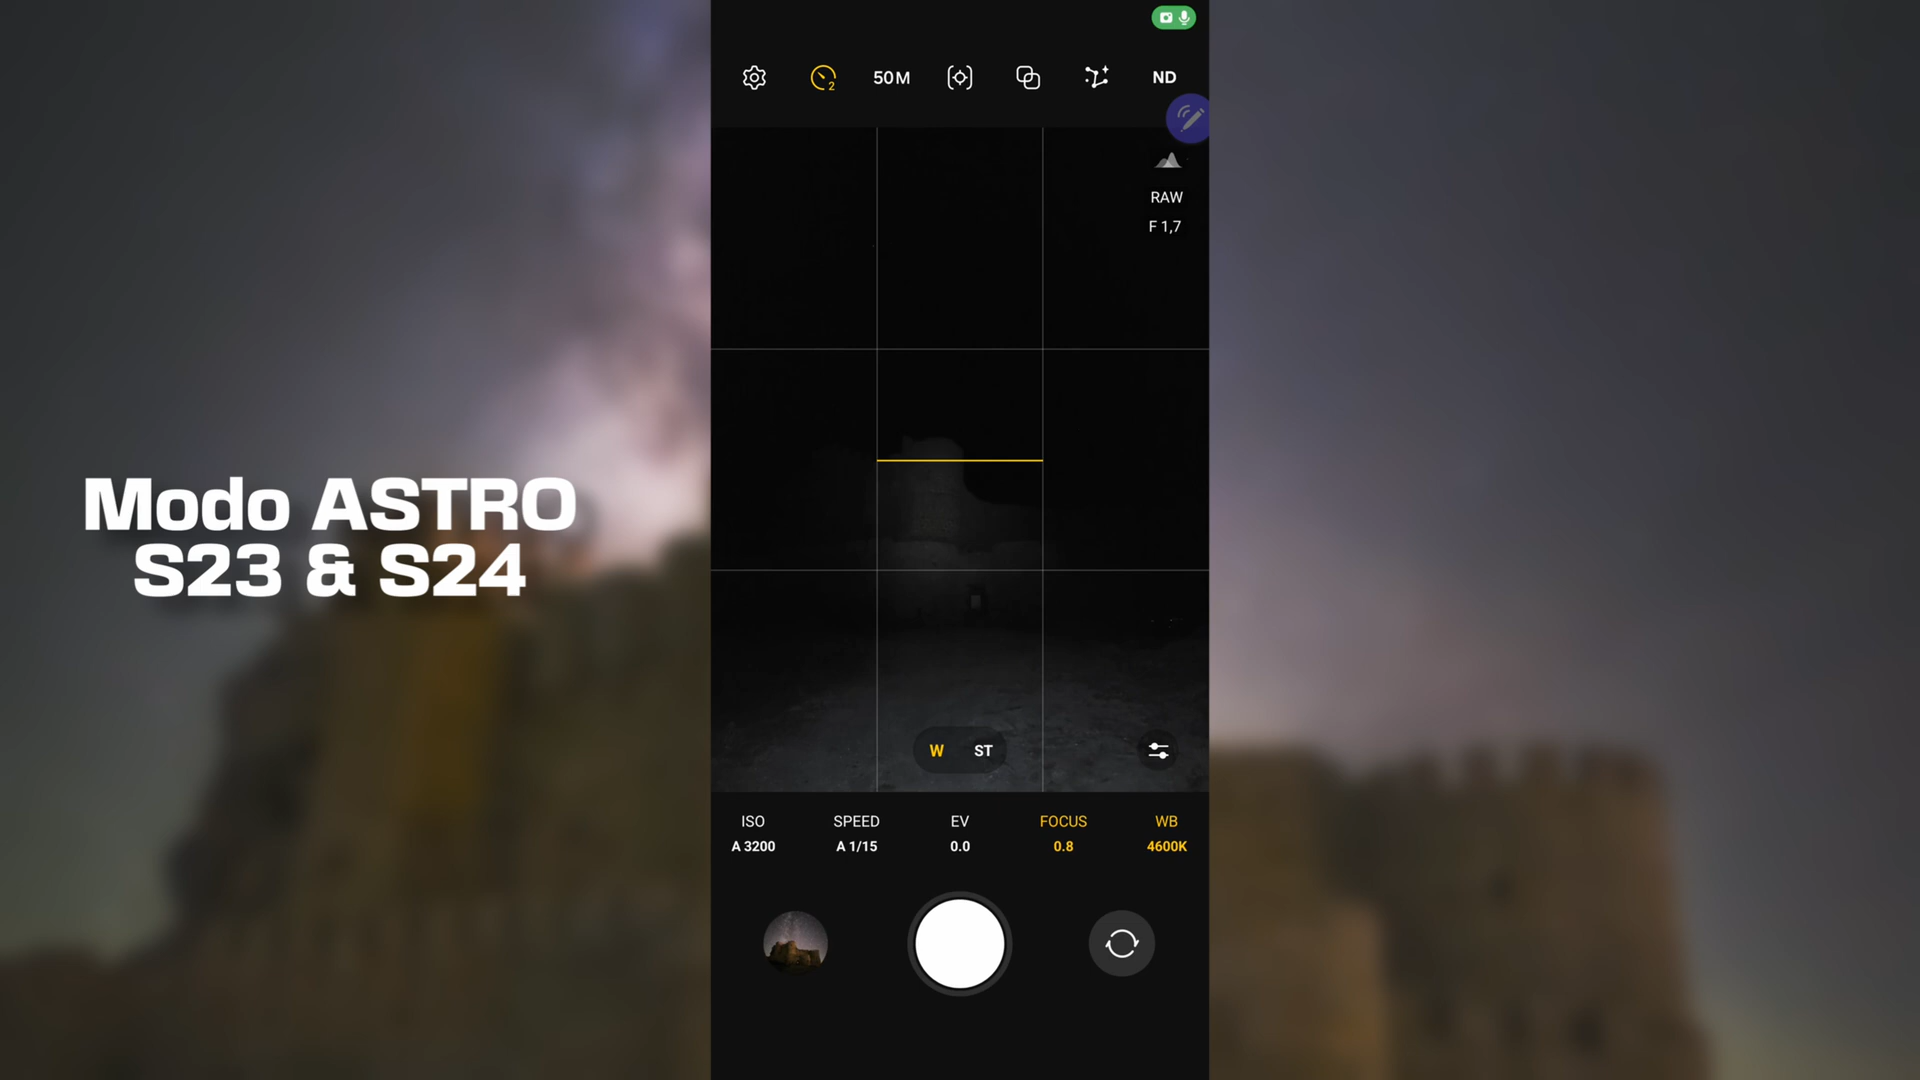 2
50M
ND
RAW
F 1,7
Modo ASTRO
S23 & S24
W ST
ISO SPEED EV FOCUS WB
A 3200 A 1/15 0.0 0.8 4600K